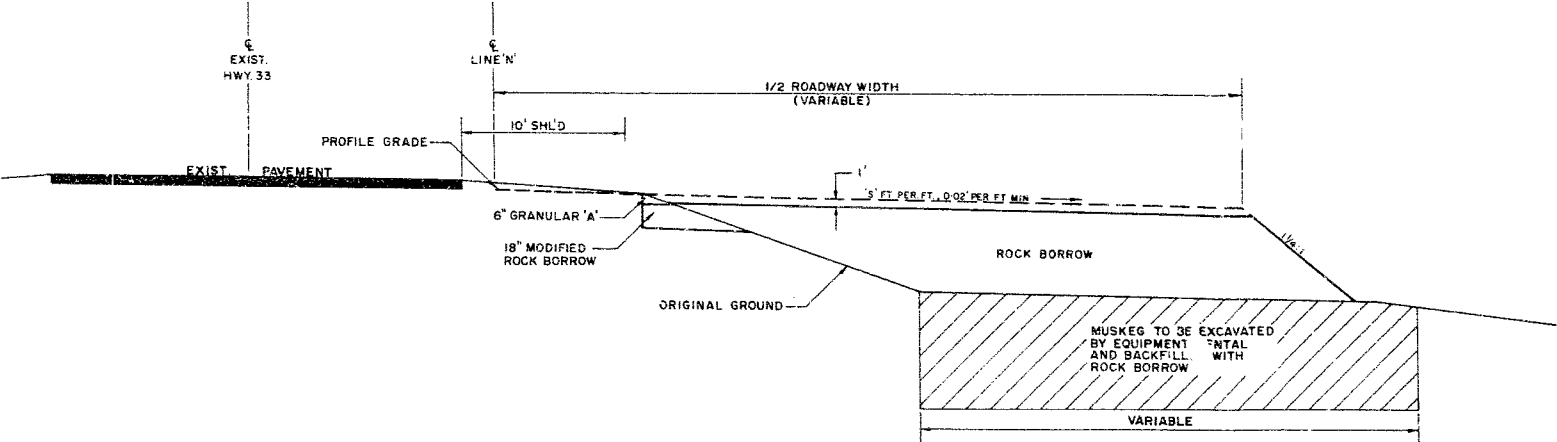 ℄
EXIST.
HWY. 33
℄
LINE 'N'
1/2 ROADWAY WIDTH
(VARIABLE)
10' SHL'D
PROFILE GRADE
EXIST. PAVEMENT
1'
'S' FT PER. FT., 0.02' PER. FT MIN
6" GRANULAR 'A'
18" MODIFIED
ROCK BORROW
ROCK BORROW
ORIGINAL GROUND
MUSKEG TO BE EXCAVATED
BY EQUIPMENT
AND BACKFILL WITH
ROCK BORROW
VARIABLE